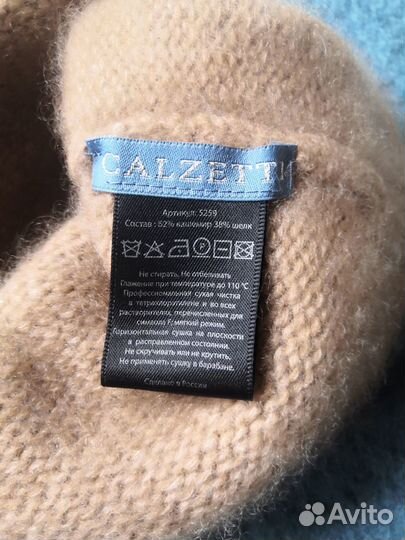 CALZETTI
Артикул: 5259
Состав : 62% кашемир 38% шелк
Не стирать, Не отбеливать
Глажение при температуре до 110 °С
Профессиональная сухая чистка
в тетрахлорэтилене и во всех
растворителях, перечисленных для
символа F, мягкий режим.
Горизонтальная сушка на плоскости
в расправленном состоянии.
Не скручивать или не крутить.
Не применять сушку в барабане.
Сделано в России
Avito